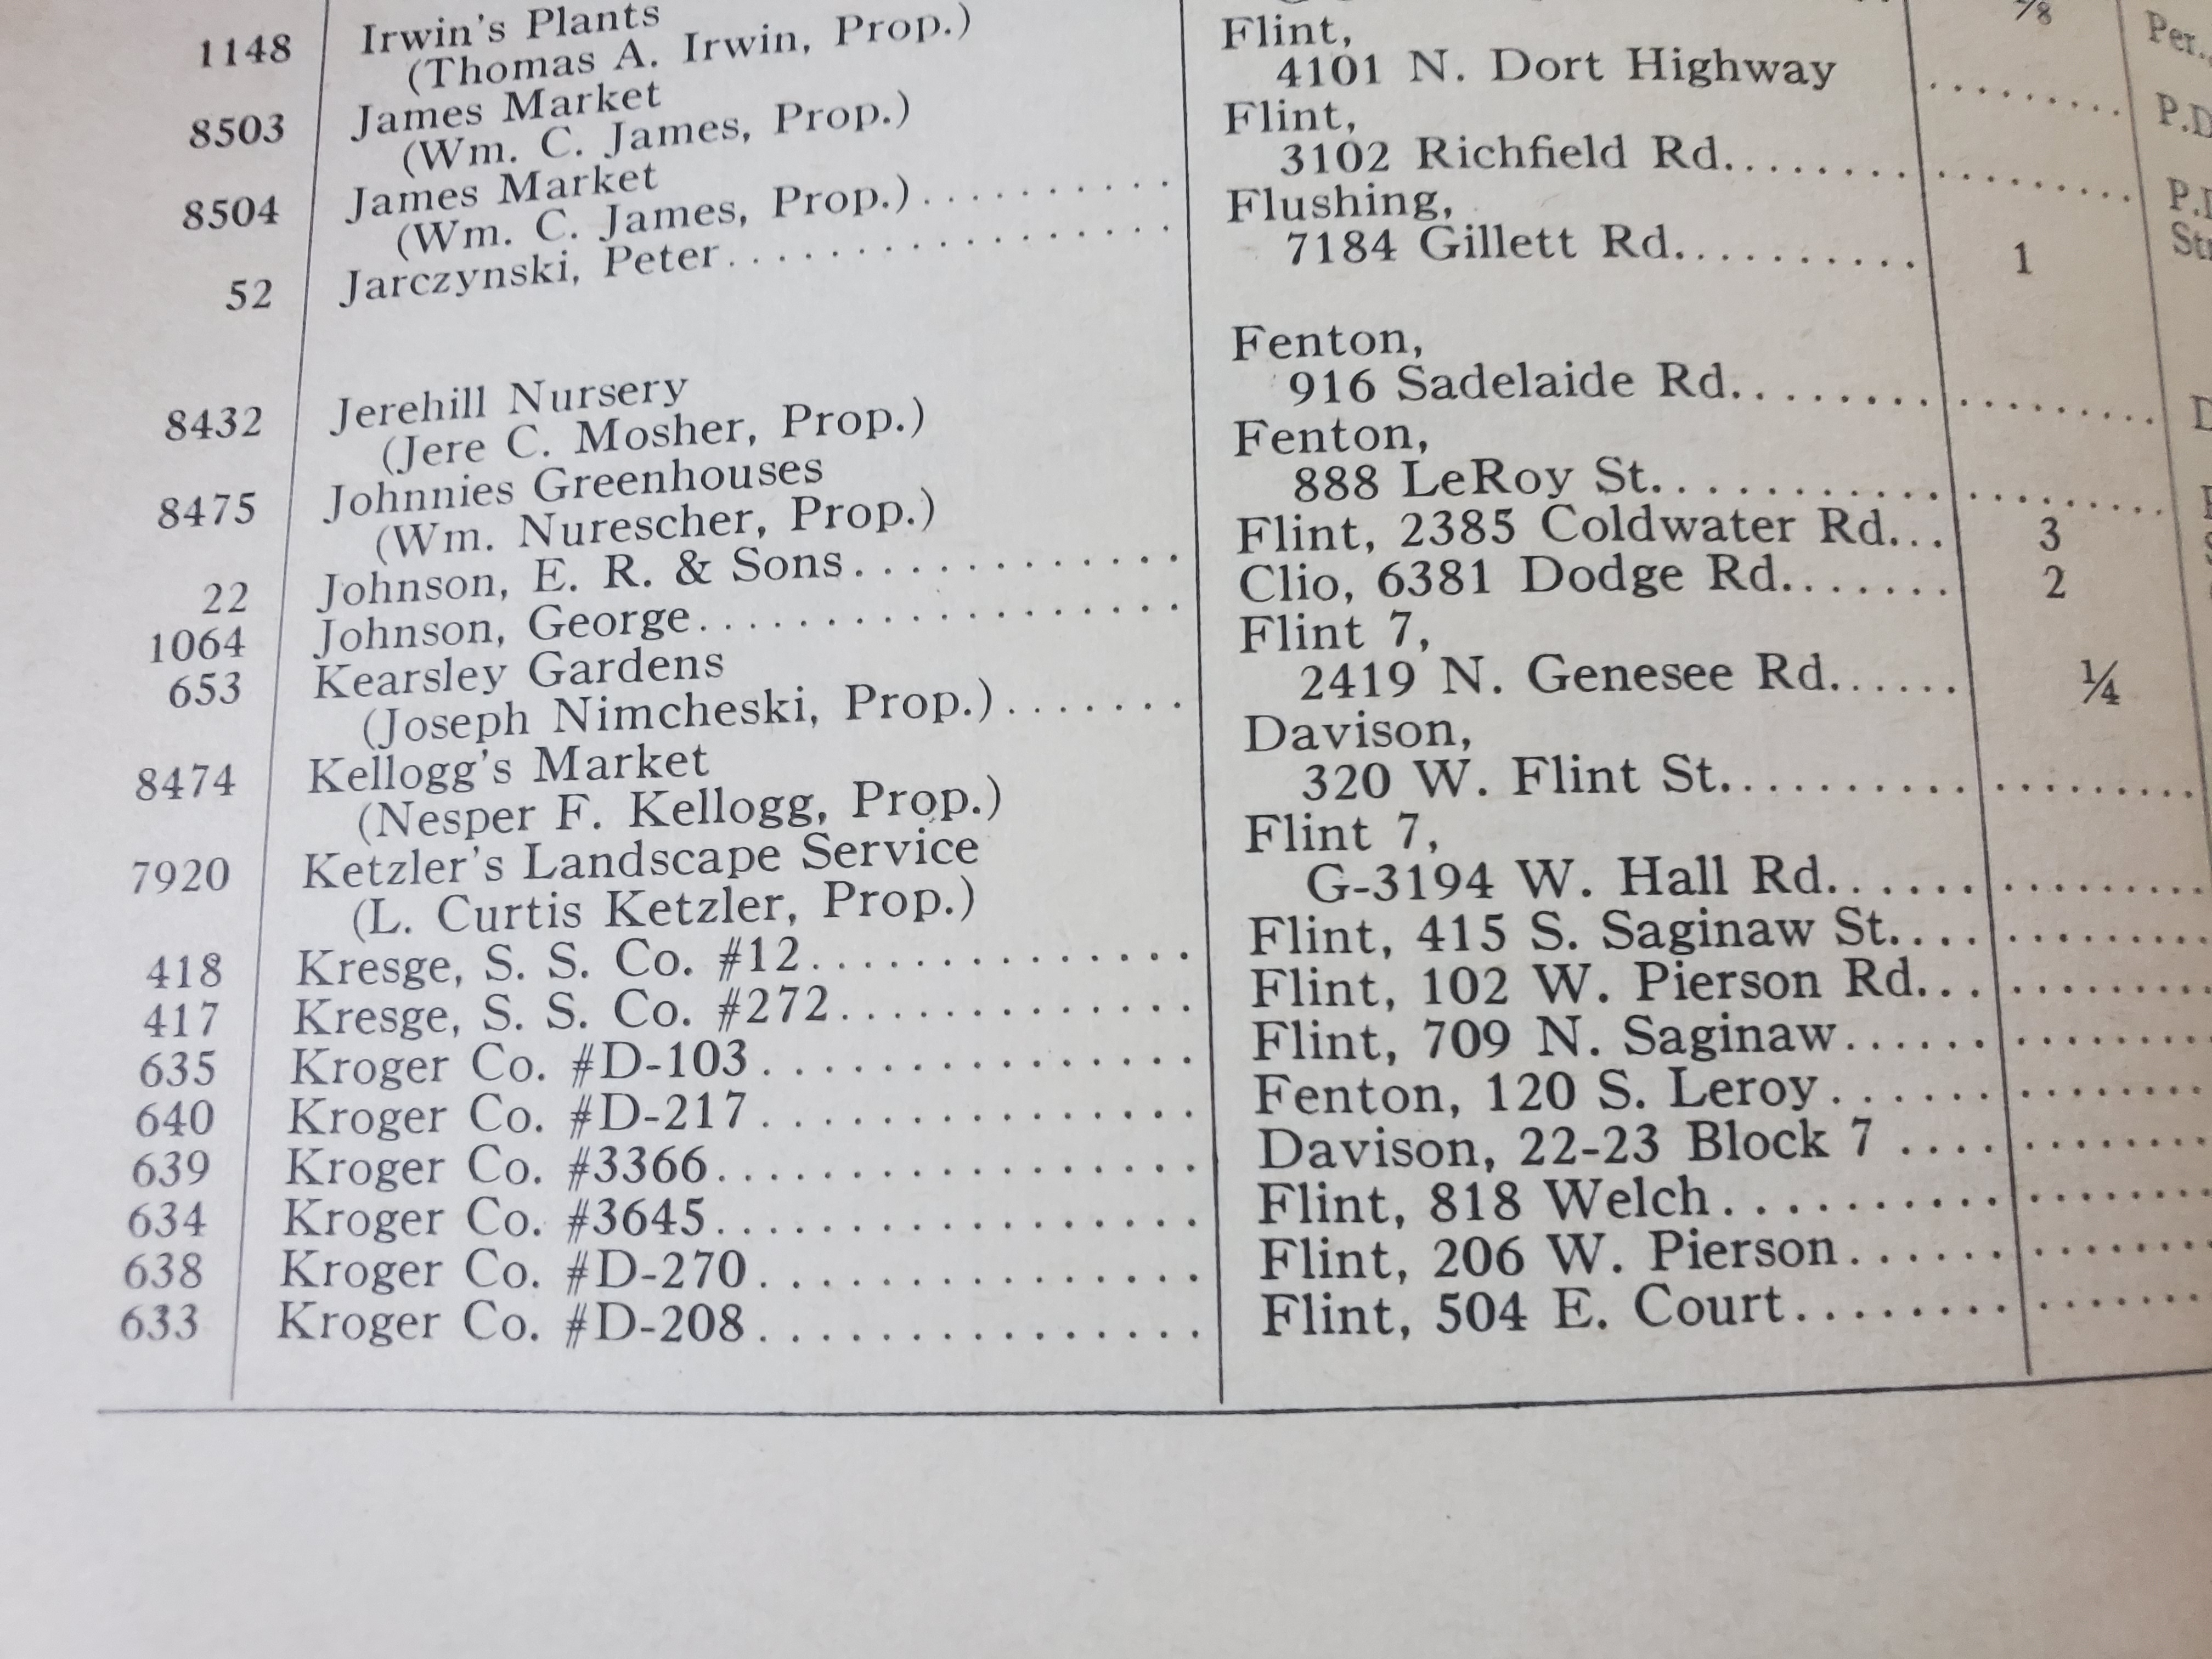 1148 Irwin's Plants ⅛ Per.
(Thomas A. Irwin, Prop.)
8503 James Market Flint,
(Wm. C. James, Prop.) 4101 N. Dort Highway P.D
8504 James Market Flint,
(Wm. C. James, Prop.) 3102 Richfield Rd.
52 Jarczynski, Peter Flushing,
7184 Gillett Rd. 1
8432 Jerehill Nursery Fenton,
(Jere C. Mosher, Prop.) 916 Sadelaide Rd.
8475 Johnnies Greenhouses Fenton,
(Wm. Nurescher, Prop.) 888 LeRoy St.
22 Johnson, E. R. & Sons Flint, 2385 Coldwater Rd. 3
1064 Johnson, George Clio, 6381 Dodge Rd. 2
653 Kearsley Gardens Flint 7,
(Joseph Nimcheski, Prop.) 2419 N. Genesee Rd. ¼
8474 Kellogg's Market Davison,
(Nesper F. Kellogg, Prop.) 320 W. Flint St.
7920 Ketzler's Landscape Service Flint 7,
(L. Curtis Ketzler, Prop.) G-3194 W. Hall Rd.
418 Kresge, S. S. Co. #12 Flint, 415 S. Saginaw St.
417 Kresge, S. S. Co. #272 Flint, 102 W. Pierson Rd.
635 Kroger Co. #D-103 Flint, 709 N. Saginaw
640 Kroger Co. #D-217 Fenton, 120 S. Leroy
639 Kroger Co. #3366 Davison, 22-23 Block 7
634 Kroger Co. #3645 Flint, 818 Welch
638 Kroger Co. #D-270 Flint, 206 W. Pierson
633 Kroger Co. #D-208 Flint, 504 E. Court